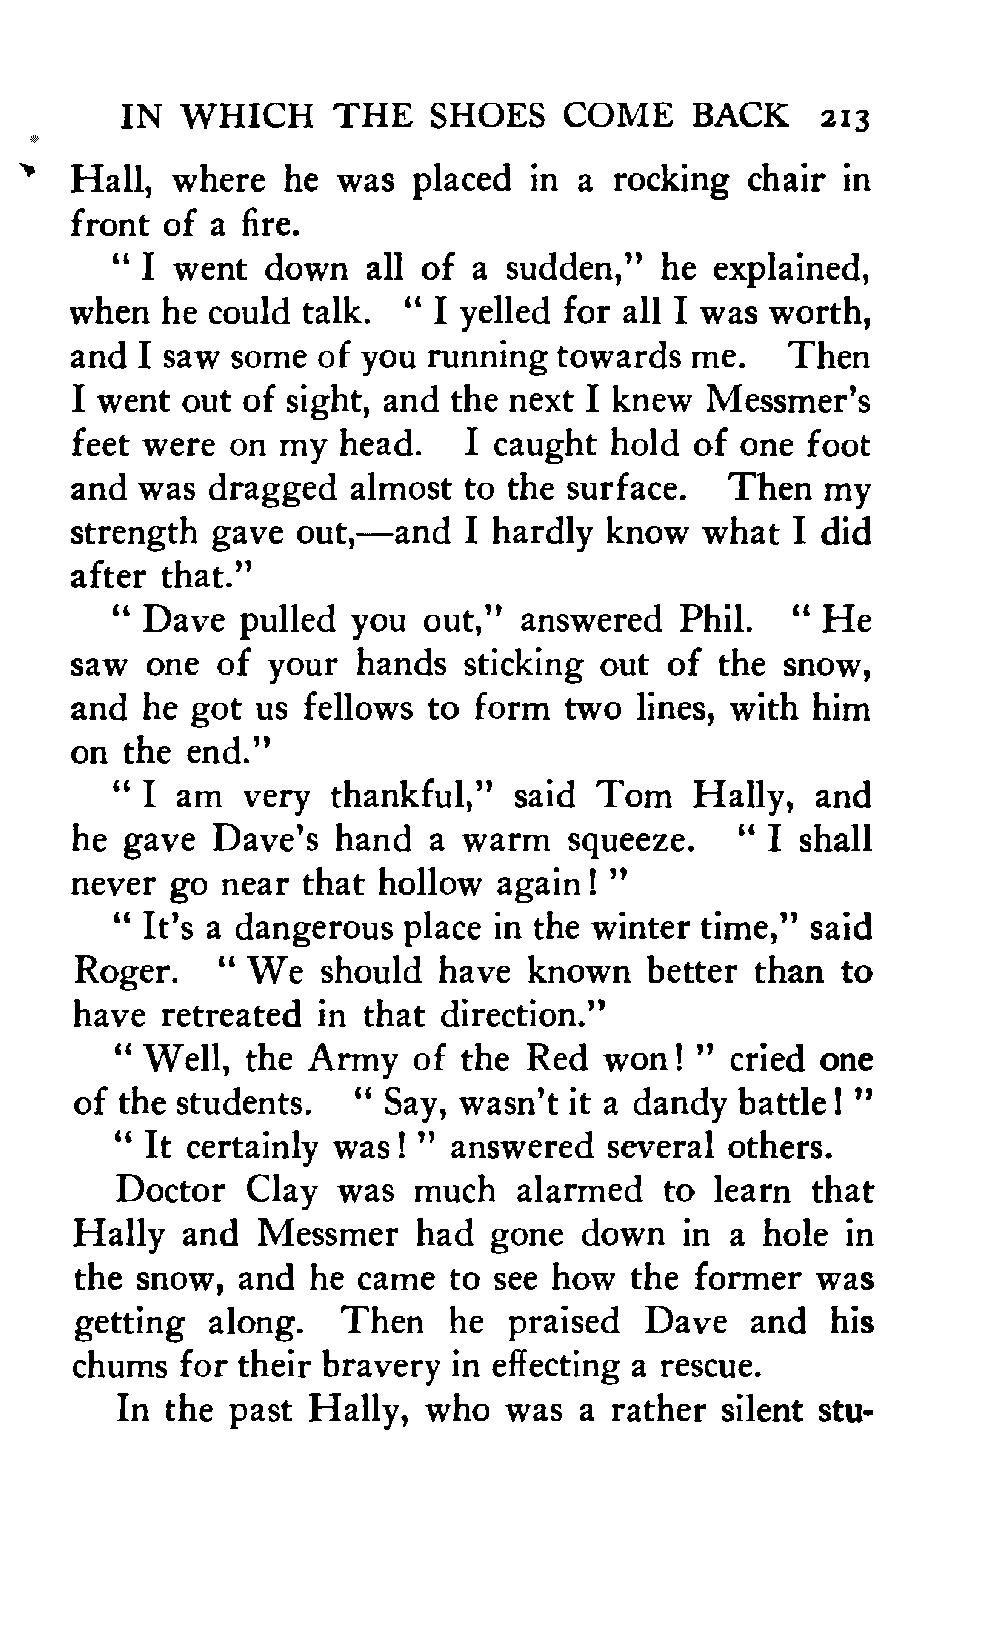 IN WHICH THE SHOES COME BACK 213
Hall, where he was placed in a rocking chair in
front of a fire.
" I went down all of a sudden," he explained,
when he could talk. " I yelled for all I was worth,
and I saw some of you running towards me. Then
I went out of sight, and the next I knew Messmer's
feet were on my head. I caught hold of one foot
and was dragged almost to the surface. Then my
strength gave out,—and I hardly know what I did
after that."
" Dave pulled you out," answered Phil. " He
saw one of your hands sticking out of the snow,
and he got us fellows to form two lines, with him
on the end."
" I am very thankful," said Tom Hally, and
he gave Dave's hand a warm squeeze. " I shall
never go near that hollow again! "
" It's a dangerous place in the winter time," said
Roger. " We should have known better than to
have retreated in that direction."
" Well, the Army of the Red won! " cried one
of the students. " Say, wasn't it a dandy battle! "
" It certainly was! " answered several others.
Doctor Clay was much alarmed to learn that
Hally and Messmer had gone down in a hole in
the snow, and he came to see how the former was
getting along. Then he praised Dave and his
chums for their bravery in effecting a rescue.
In the past Hally, who was a rather silent stu-